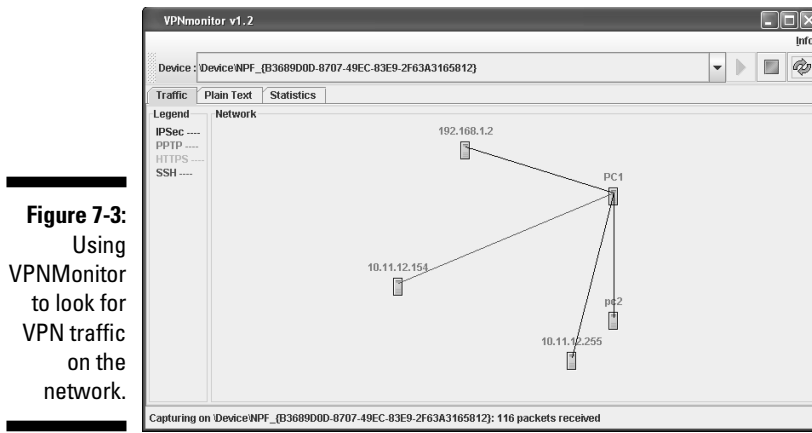 VPNmonitor v1.2
Info
Device : \Device\NPF_{B3689D0D-8707-49EC-83E9-2F63A3165812}
Traffic Plain Text Statistics
Legend Network
IPSec ----
PPTP ----
HTTPS ----
SSH ----
192.168.1.2
PC1
10.11.12.154
pc2
10.11.12.255
Capturing on \Device\NPF_{B3689D0D-8707-49EC-83E9-2F63A3165812}: 116 packets received
Figure 7-3:
Using
VPNMonitor
to look for
VPN traffic
on the
network.